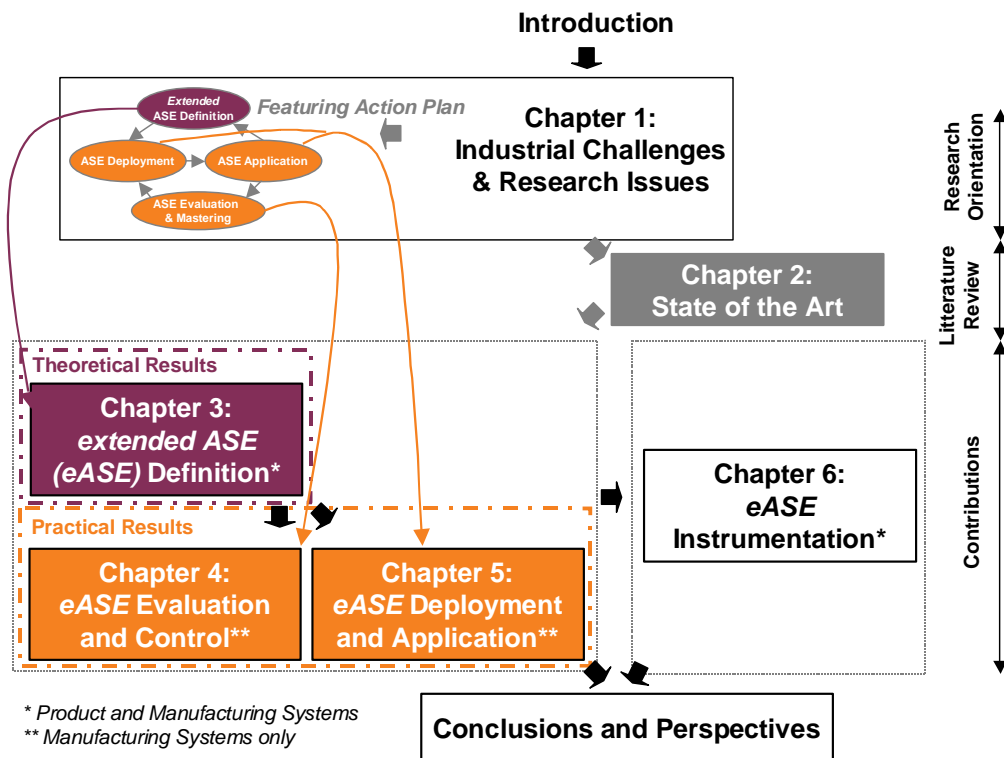 Introduction
Extended
ASE Definition
Featuring Action Plan
ASE Deployment
ASE Application
ASE Evaluation
& Mastering
Chapter 1:
Industrial Challenges
& Research Issues
Research
Orientation
Chapter 2:
State of the Art
Litterature
Review
Theoretical Results
Chapter 3:
extended ASE
(eASE) Definition*
Practical Results
Chapter 4:
eASE Evaluation
and Control**
Chapter 5:
eASE Deployment
and Application**
Chapter 6:
eASE
Instrumentation*
Contributions
* Product and Manufacturing Systems
** Manufacturing Systems only
Conclusions and Perspectives